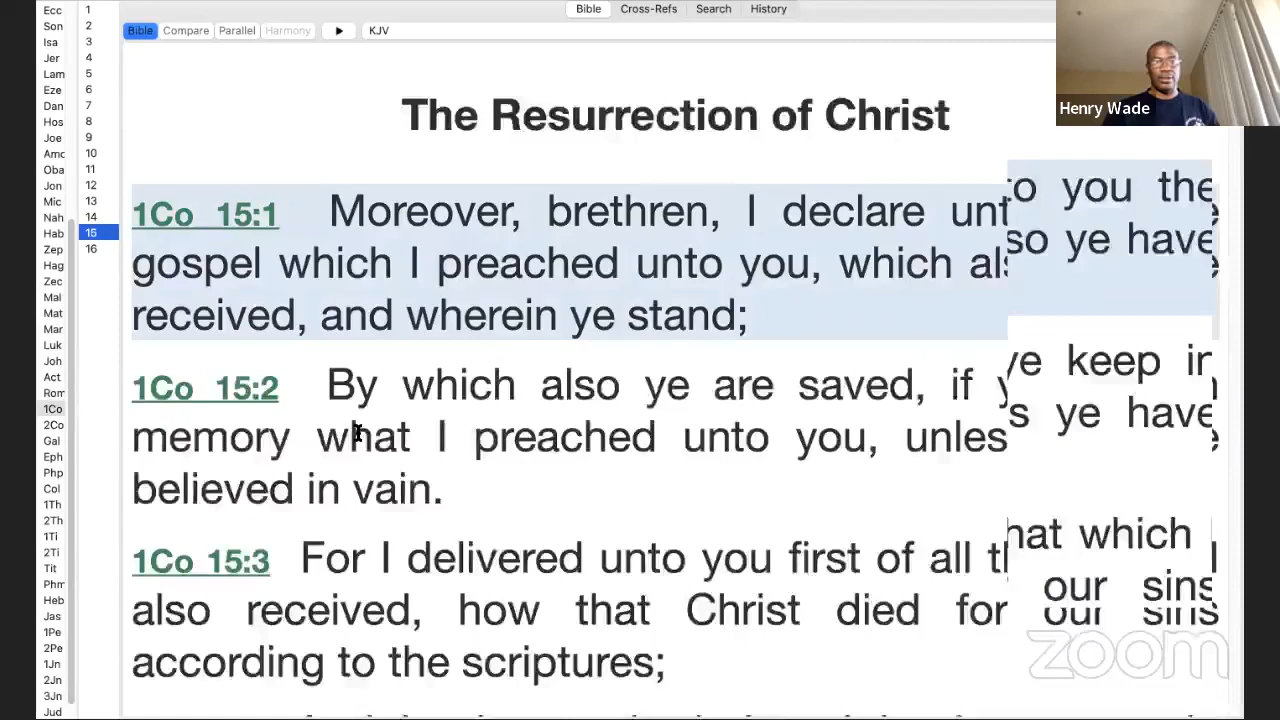 Bible Cross-Refs Search History
Bible Compare Parallel Harmony KJV
Ecc
Son
Isa
Jer
Lam
Eze
Dan
Hos
Joe
Amo
Oba
Jon
Mic
Nah
Hab
Zep
Hag
Zec
Mal
Mat
Mar
Luk
Joh
Act
Rom
1Co
2Co
Gal
Eph
Php
Col
1Th
2Th
1Ti
2Ti
Tit
Phm
Heb
Jas
1Pe
2Pe
1Jn
2Jn
3Jn
Jud
1
2
3
4
5
6
7
8
9
10
11
12
13
14
15
16
Henry Wade
The Resurrection of Christ
1Co 15:1 Moreover, brethren, I declare unto you the
gospel which I preached unto you, which also ye have
received, and wherein ye stand;
1Co 15:2 By which also ye are saved, if ye keep in
memory what I preached unto you, unless ye have
believed in vain.
1Co 15:3 For I delivered unto you first of all that which I
also received, how that Christ died for our sins
according to the scriptures;
zoom